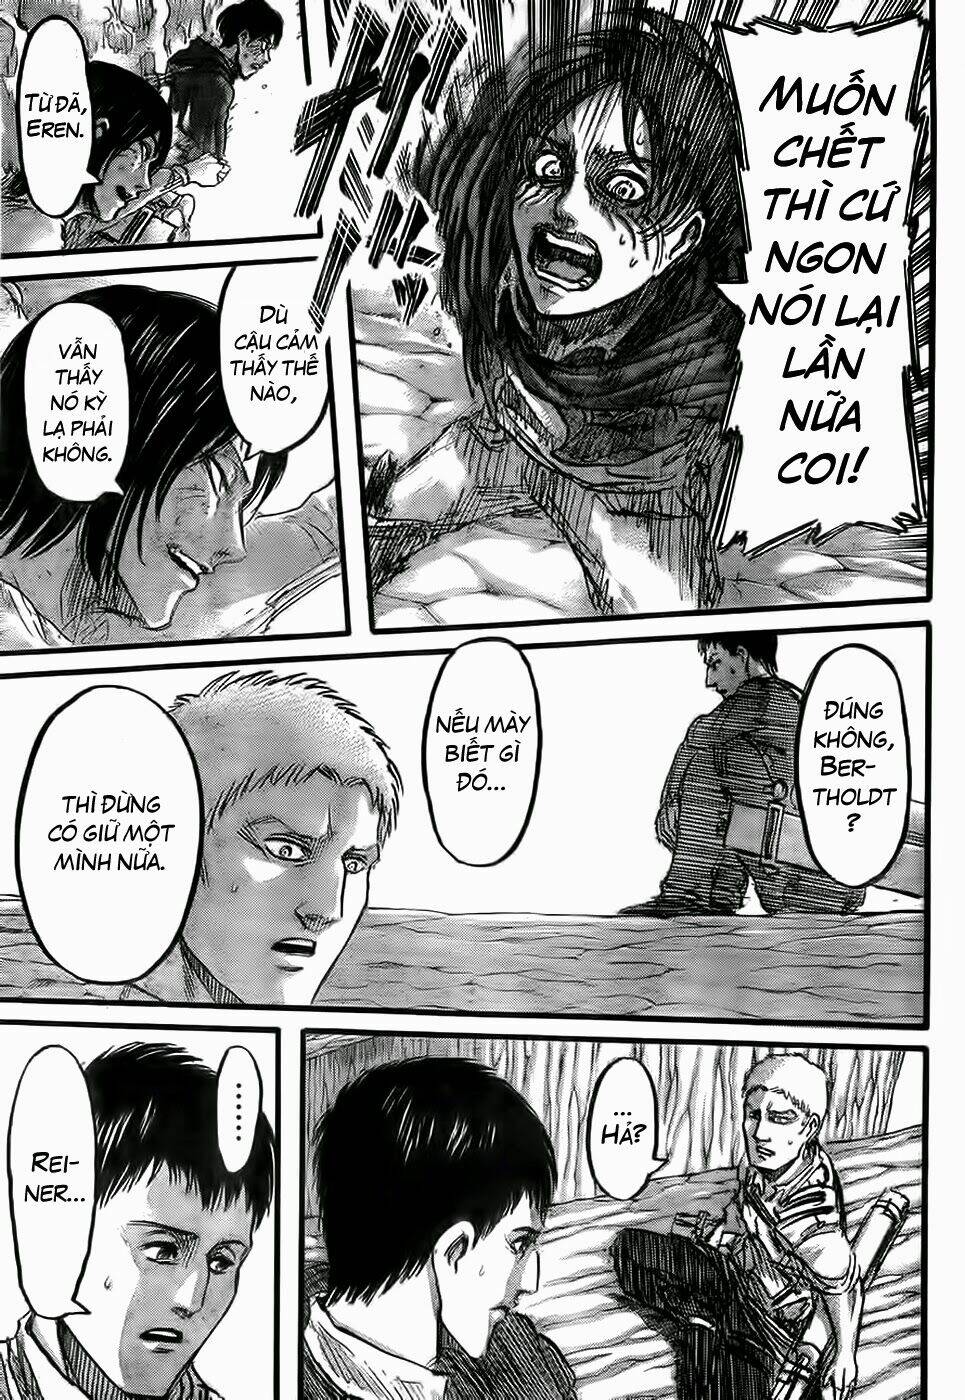 MUỐN
CHẾT
THÌ CỨ
NGON
NÓI LẠI
LẦN
NỮA
COI!
TỪ ĐÃ,
EREN.
DÙ
CẬU CẢM
THẤY THẾ
NÀO,
VẪN
THẤY
NÓ KỲ
LẠ PHẢI
KHÔNG.
ĐÚNG
KHÔNG,
BER-
THOLDT
?
NẾU MÀY
BIẾT GÌ
ĐÓ...
THÌ ĐỪNG
CÓ GIỮ MỘT
MÌNH NỮA.
...
HẢ?
......
REI-
NER...